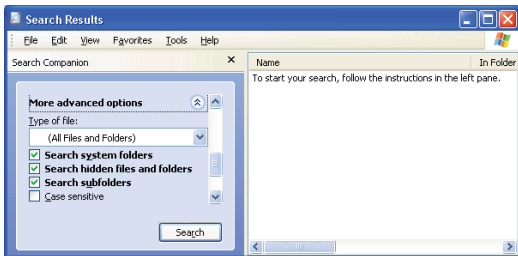 Search Results
File Edit View Favorites Tools Help
Search Companion
Name In Folder
To start your search, follow the instructions in the left pane.
More advanced options
Type of file:
(All Files and Folders)
Search system folders
Search hidden files and folders
Search subfolders
Case sensitive
Search